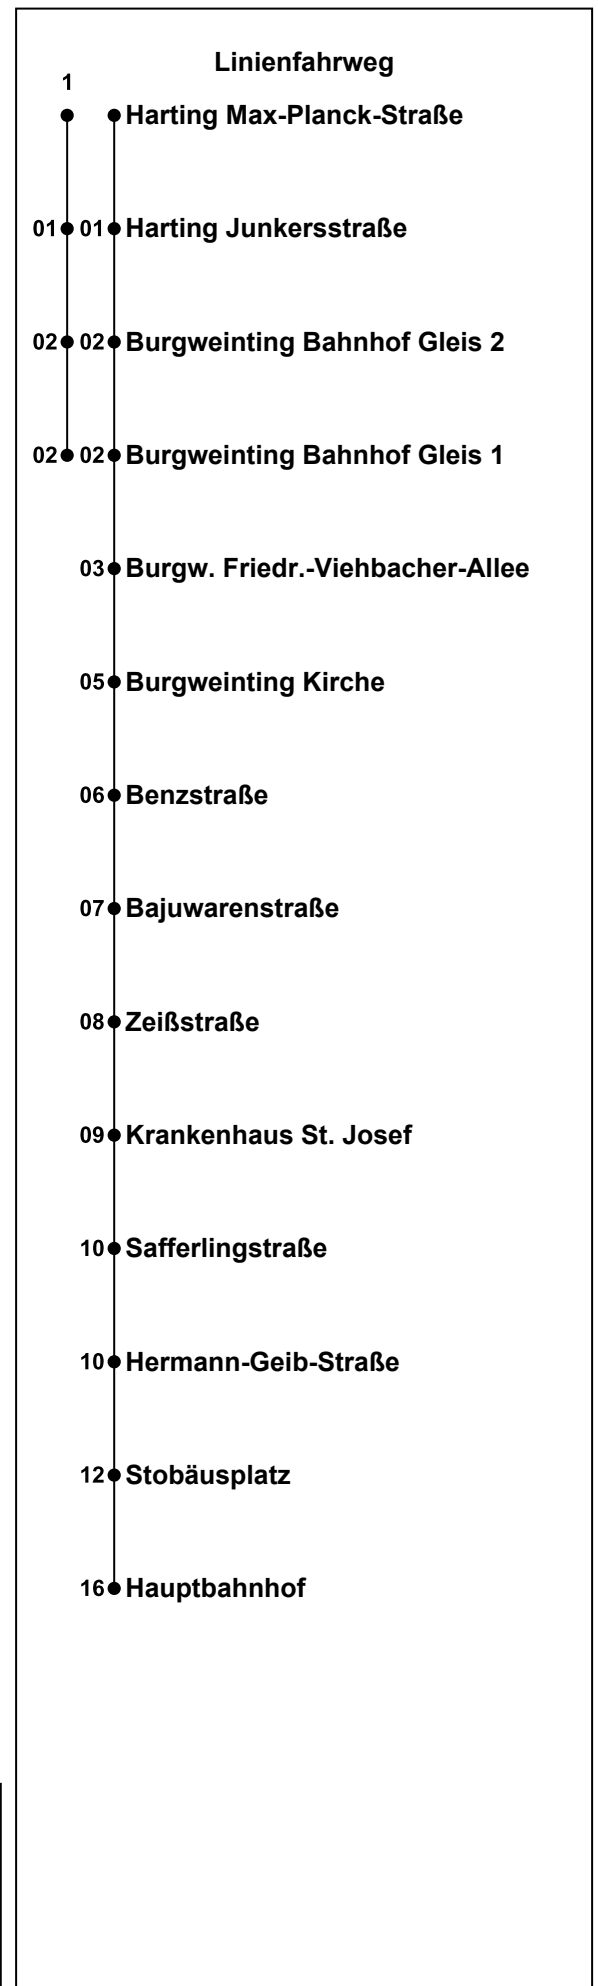 Linienfahrweg
1
Harting Max-Planck-Straße
01 01 Harting Junkersstraße
02 02 Burgweinting Bahnhof Gleis 2
02 02 Burgweinting Bahnhof Gleis 1
03 Burgw. Friedr.-Viehbacher-Allee
05 Burgweinting Kirche
06 Benzstraße
07 Bajuwarenstraße
08 Zeißstraße
09 Krankenhaus St. Josef
10 Safferlingstraße
10 Hermann-Geib-Straße
12 Stobäusplatz
16 Hauptbahnhof